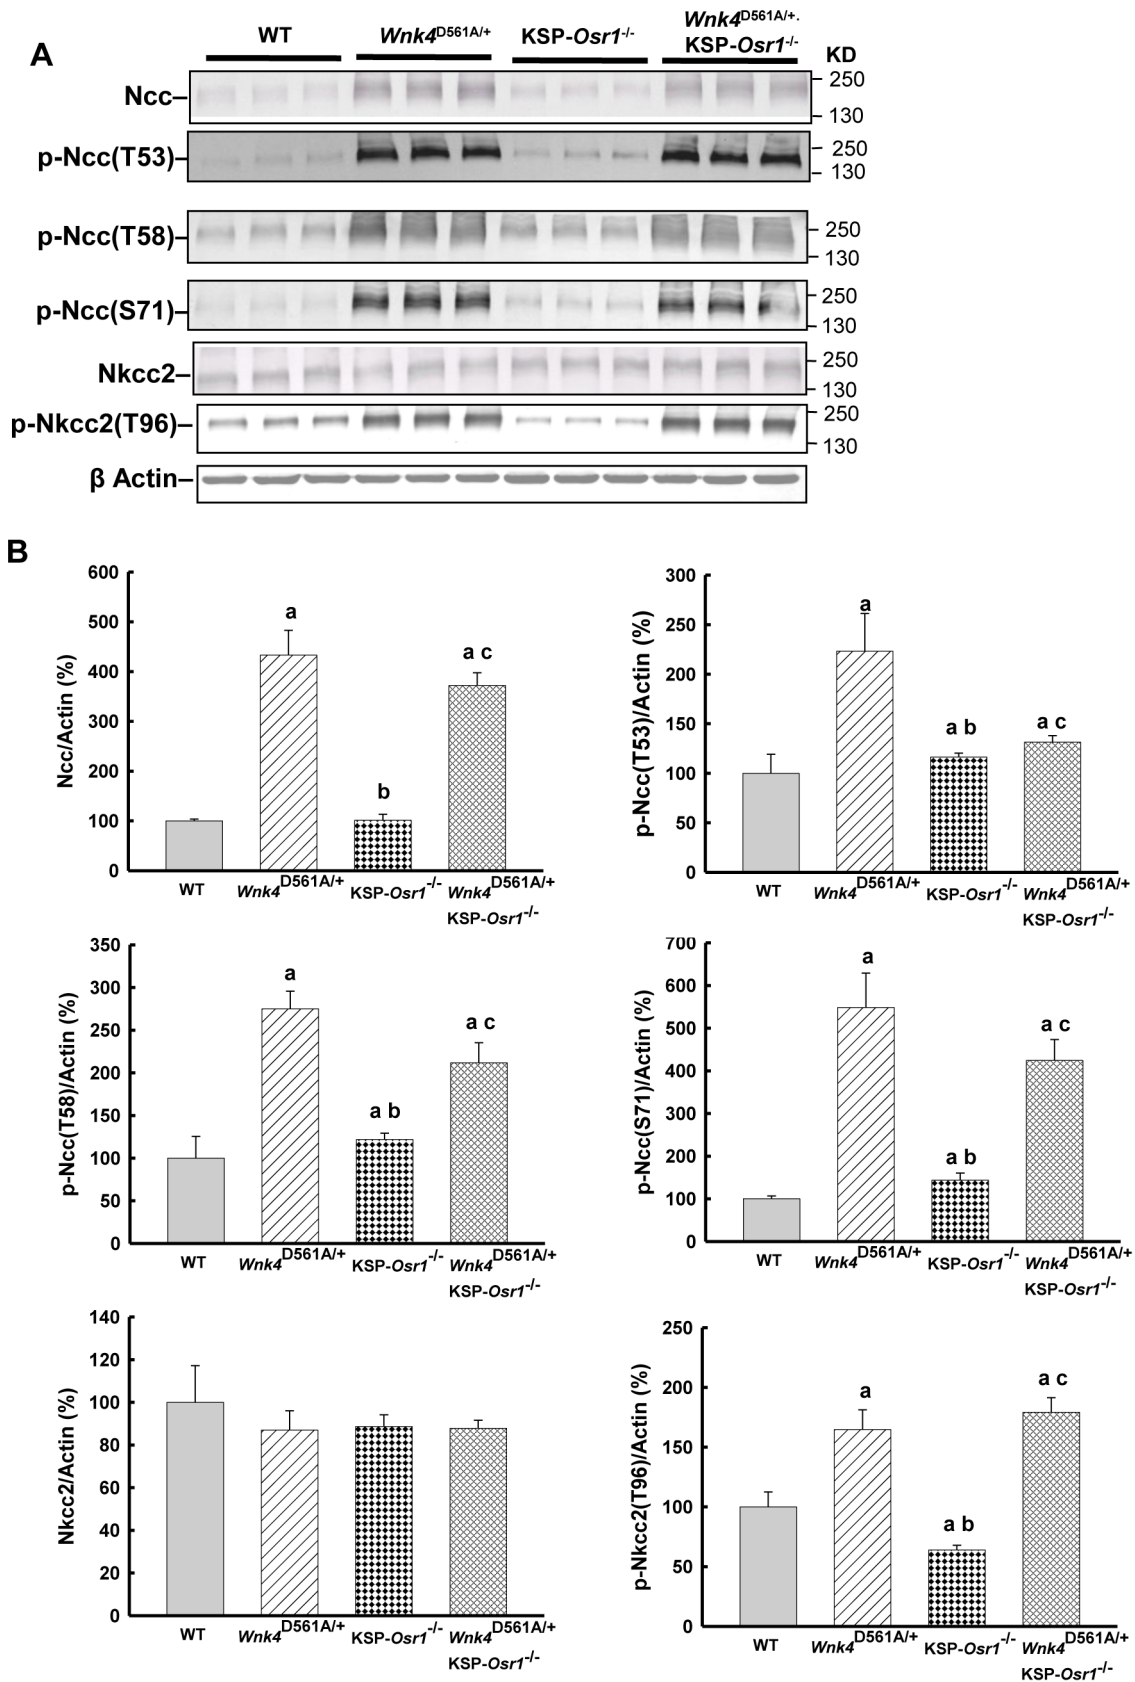 A
WT
Wnk4D561A/+
KSP-Osr1-/-
Wnk4D561A/+.
KSP-Osr1-/-
KD
Ncc
250
130
p-Ncc(T53)
250
130
p-Ncc(T58)
250
130
p-Ncc(S71)
250
130
Nkcc2
250
130
p-Nkcc2(T96)
250
130
β Actin
B
Ncc/Actin (%)
600
500
400
300
200
100
0
a
b
a c
WT
Wnk4D561A/+
KSP-Osr1-/-
Wnk4D561A/+
KSP-Osr1-/-
p-Ncc(T53)/Actin (%)
300
250
200
150
100
50
0
a
a b
a c
WT
Wnk4D561A/+
KSP-Osr1-/-
Wnk4D561A/+
KSP-Osr1-/-
p-Ncc(T58)/Actin (%)
350
300
250
200
150
100
50
0
a
a b
a c
WT
Wnk4D561A/+
KSP-Osr1-/-
Wnk4D561A/+
KSP-Osr1-/-
p-Ncc(S71)/Actin (%)
700
600
500
400
300
200
100
0
a
a b
a c
WT
Wnk4D561A/+
KSP-Osr1-/-
Wnk4D561A/+
KSP-Osr1-/-
Nkcc2/Actin (%)
140
120
100
80
60
40
20
0
WT
Wnk4D561A/+
KSP-Osr1-/-
Wnk4D561A/+
KSP-Osr1-/-
p-Nkcc2(T96)/Actin (%)
250
200
150
100
50
0
a
a b
a c
WT
Wnk4D561A/+
KSP-Osr1-/-
Wnk4D561A/+
KSP-Osr1-/-